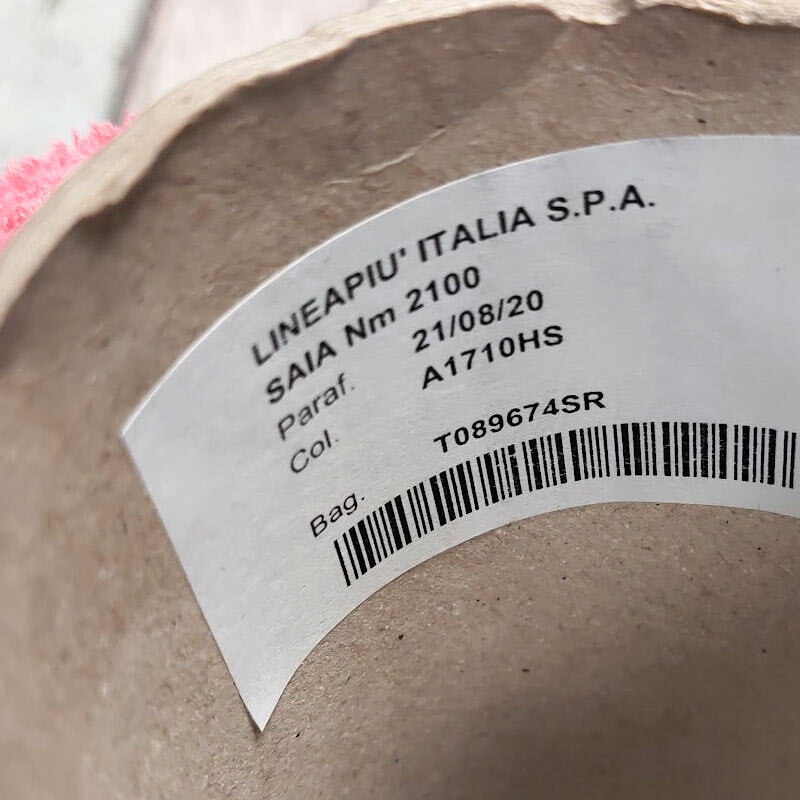 LINEAPIU' ITALIA S.P.A.
SAIA Nm 2100
Paraf. 21/08/20
Col. A1710HS
Bag. T089674SR